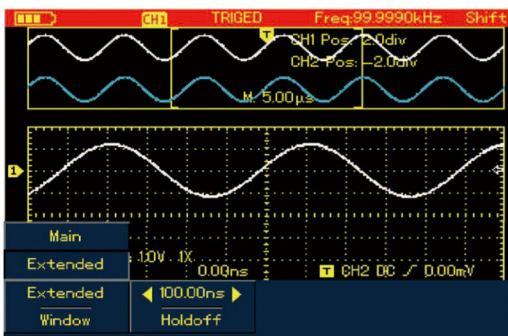 CH1 TRIGED Freq:99.9990kHz Shift
T CH1 Pos: 2.0div
CH2 Pos: -2.0div
M: 5.00μs
1
Main
: 1.0V . 1X
Extended
0.00ns T CH2 DC 0.00mV
Extended 100.00ns
Window Holdoff